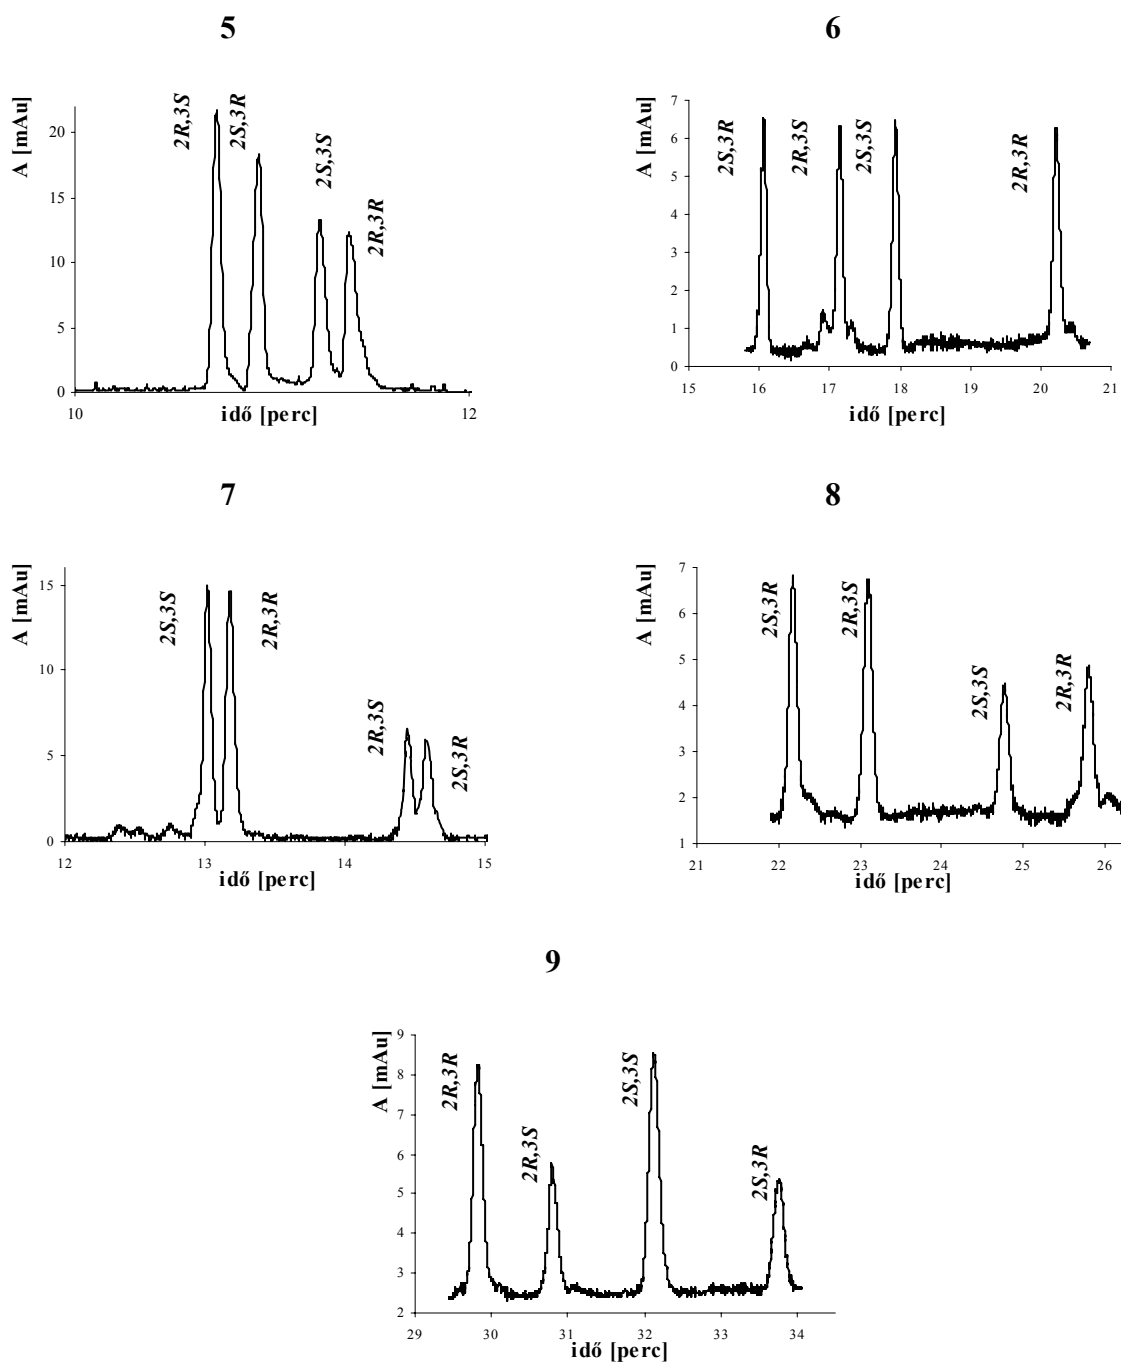 5
A [mAu]
20
15
10
5
0
2R,3S
2S,3R
2S,3S
2R,3R
10
12
idő [perc]
6
A [mAu]
7
6
5
4
3
2
1
0
2S,3R
2R,3S
2S,3S
2R,3R
15
16
17
18
19
20
21
idő [perc]
7
A [mAu]
15
10
5
0
2S,3S
2R,3R
2R,3S
2S,3R
12
13
14
15
idő [perc]
8
A [mAu]
7
6
5
4
3
2
1
2S,3R
2R,3S
2S,3S
2R,3R
21
22
23
24
25
26
idő [perc]
9
A [mAu]
9
8
7
6
5
4
3
2
2R,3R
2R,3S
2S,3S
2S,3R
29
30
31
32
33
34
idő [perc]